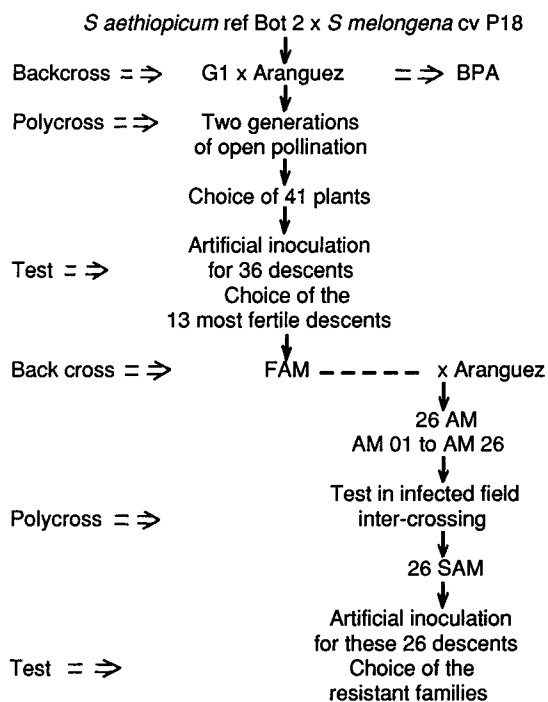 S aethiopicum ref Bot 2 x S melongena cv P18
Backcross ==> G1 x Aranguez ==> BPA
Polycross ==> Two generations
of open pollination
Choice of 41 plants
Artificial inoculation
Test ==> for 36 descents
Choice of the
13 most fertile descents
Back cross ==> FAM – – – – – x Aranguez
26 AM
AM 01 to AM 26
Test in infected field
Polycross ==> inter-crossing
26 SAM
Artificial inoculation
for these 26 descents
Test ==> Choice of the
resistant families